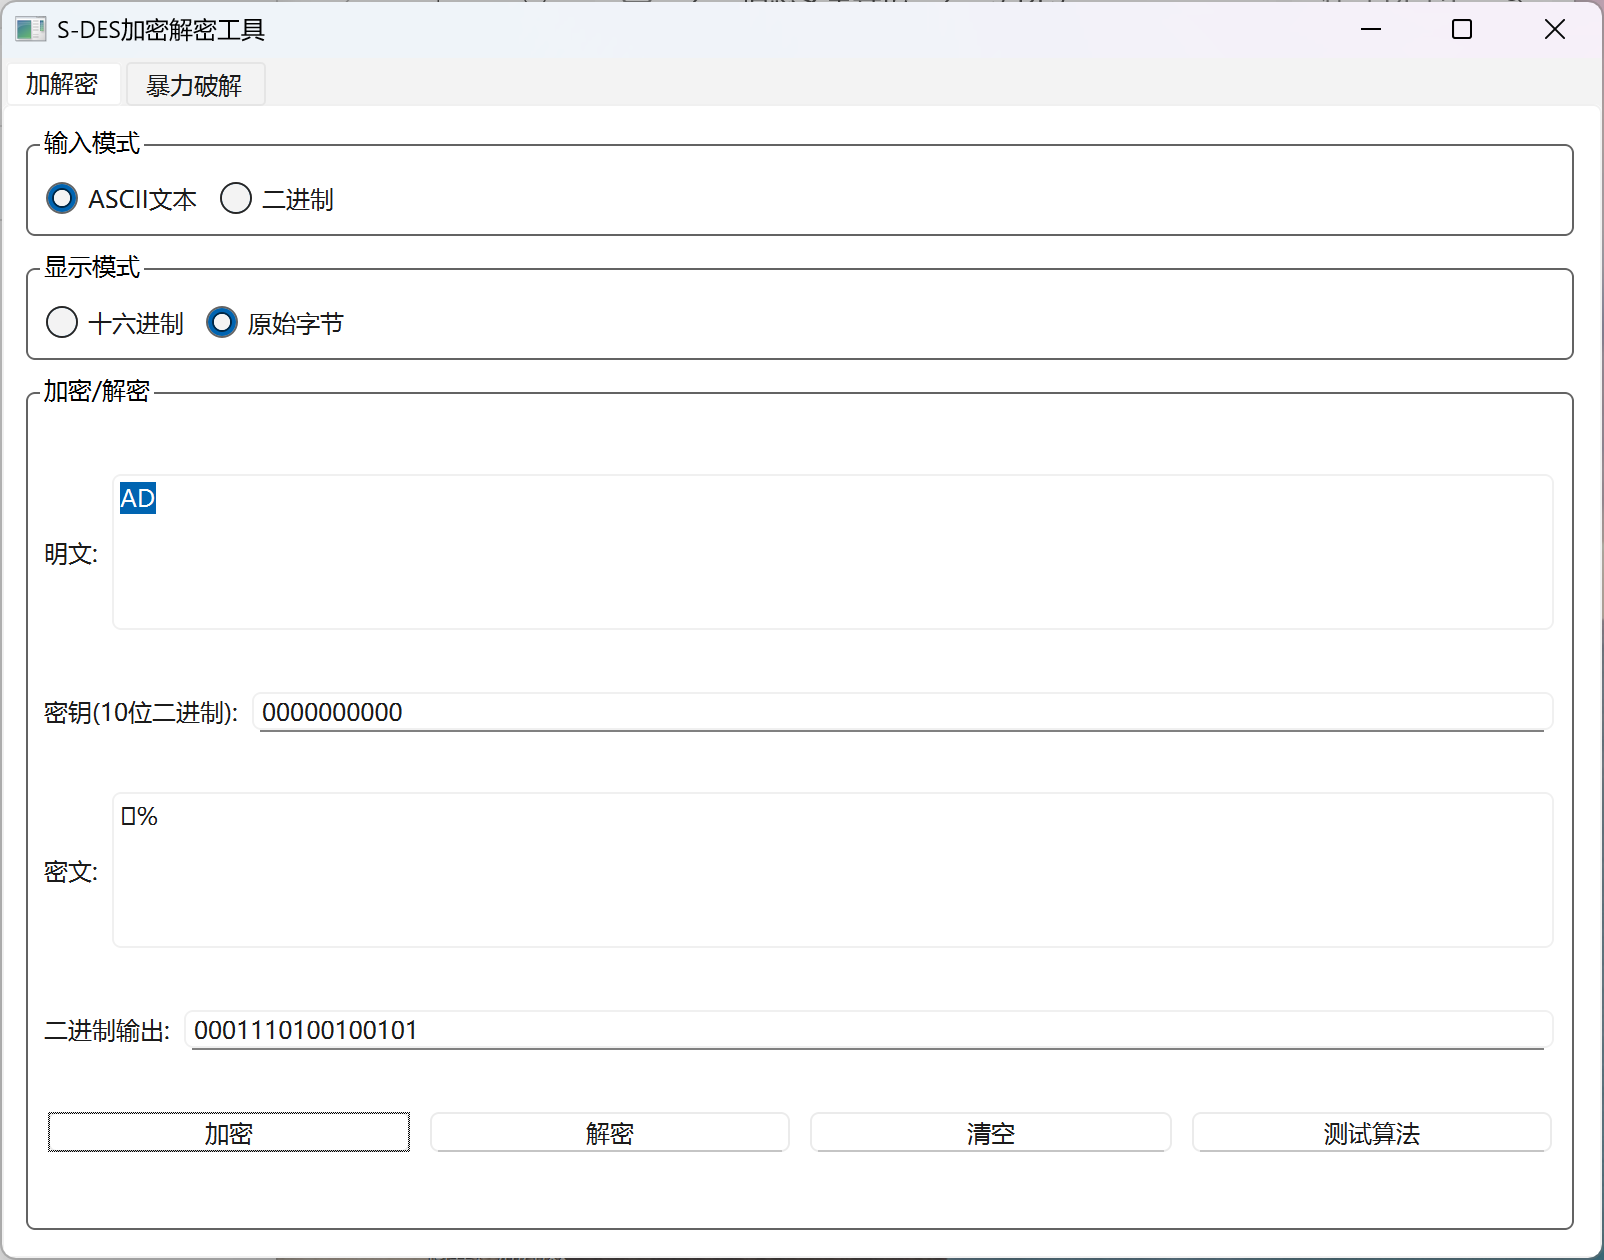 S-DES加密解密工具
加解密 暴力破解
输入模式
ASCII文本 二进制
显示模式
十六进制 原始字节
加密/解密
明文: AD
密钥(10位二进制): 0000000000
密文: %
二进制输出: 0001110100100101
加密 解密 清空 测试算法